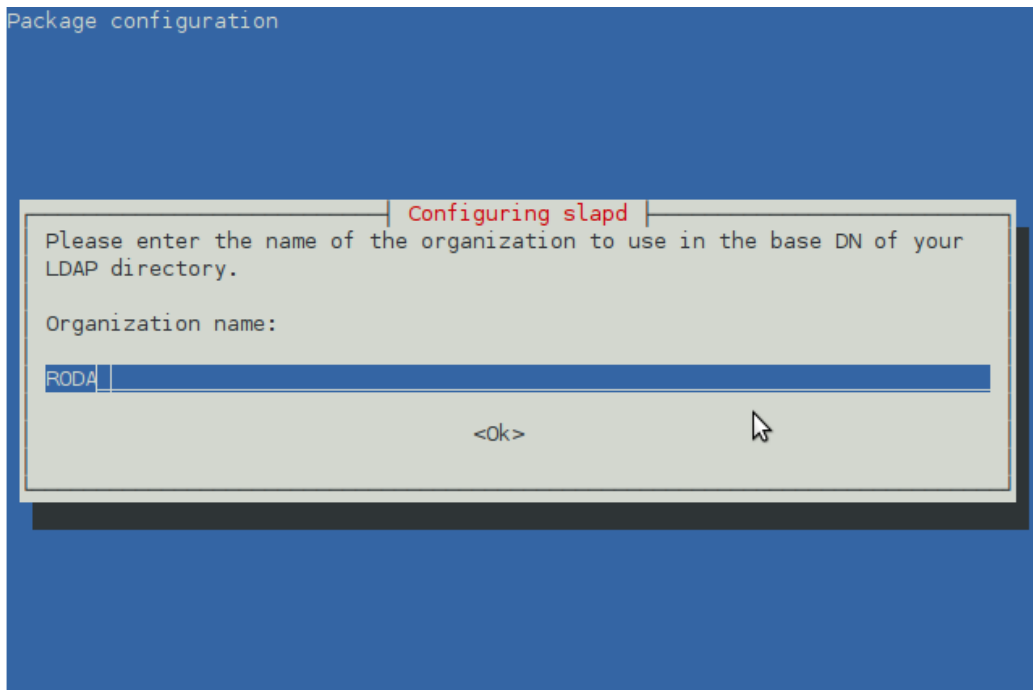 Package configuration
Configuring slapd
Please enter the name of the organization to use in the base DN of your
LDAP directory.
Organization name:
RODA
<Ok>